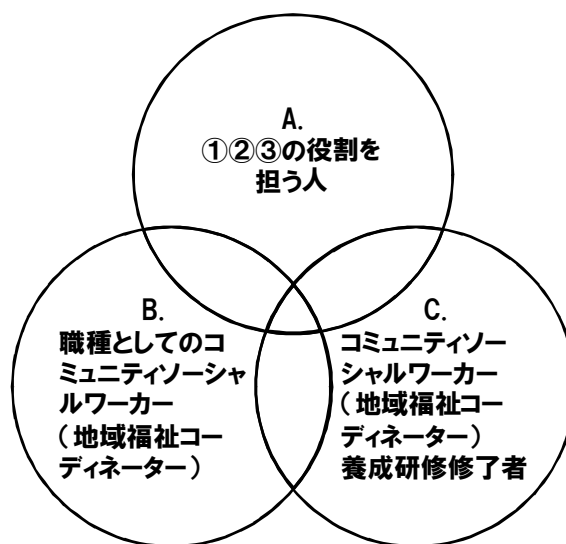 A.
①②③の役割を
担う人
B.
職種としてのコ
ミュニティソーシャ
ルワーカー
(地域福祉コー
ディネーター)
C.
コミュニティソー
シャルワーカー
(地域福祉コー
ディネーター)
養成研修修了者